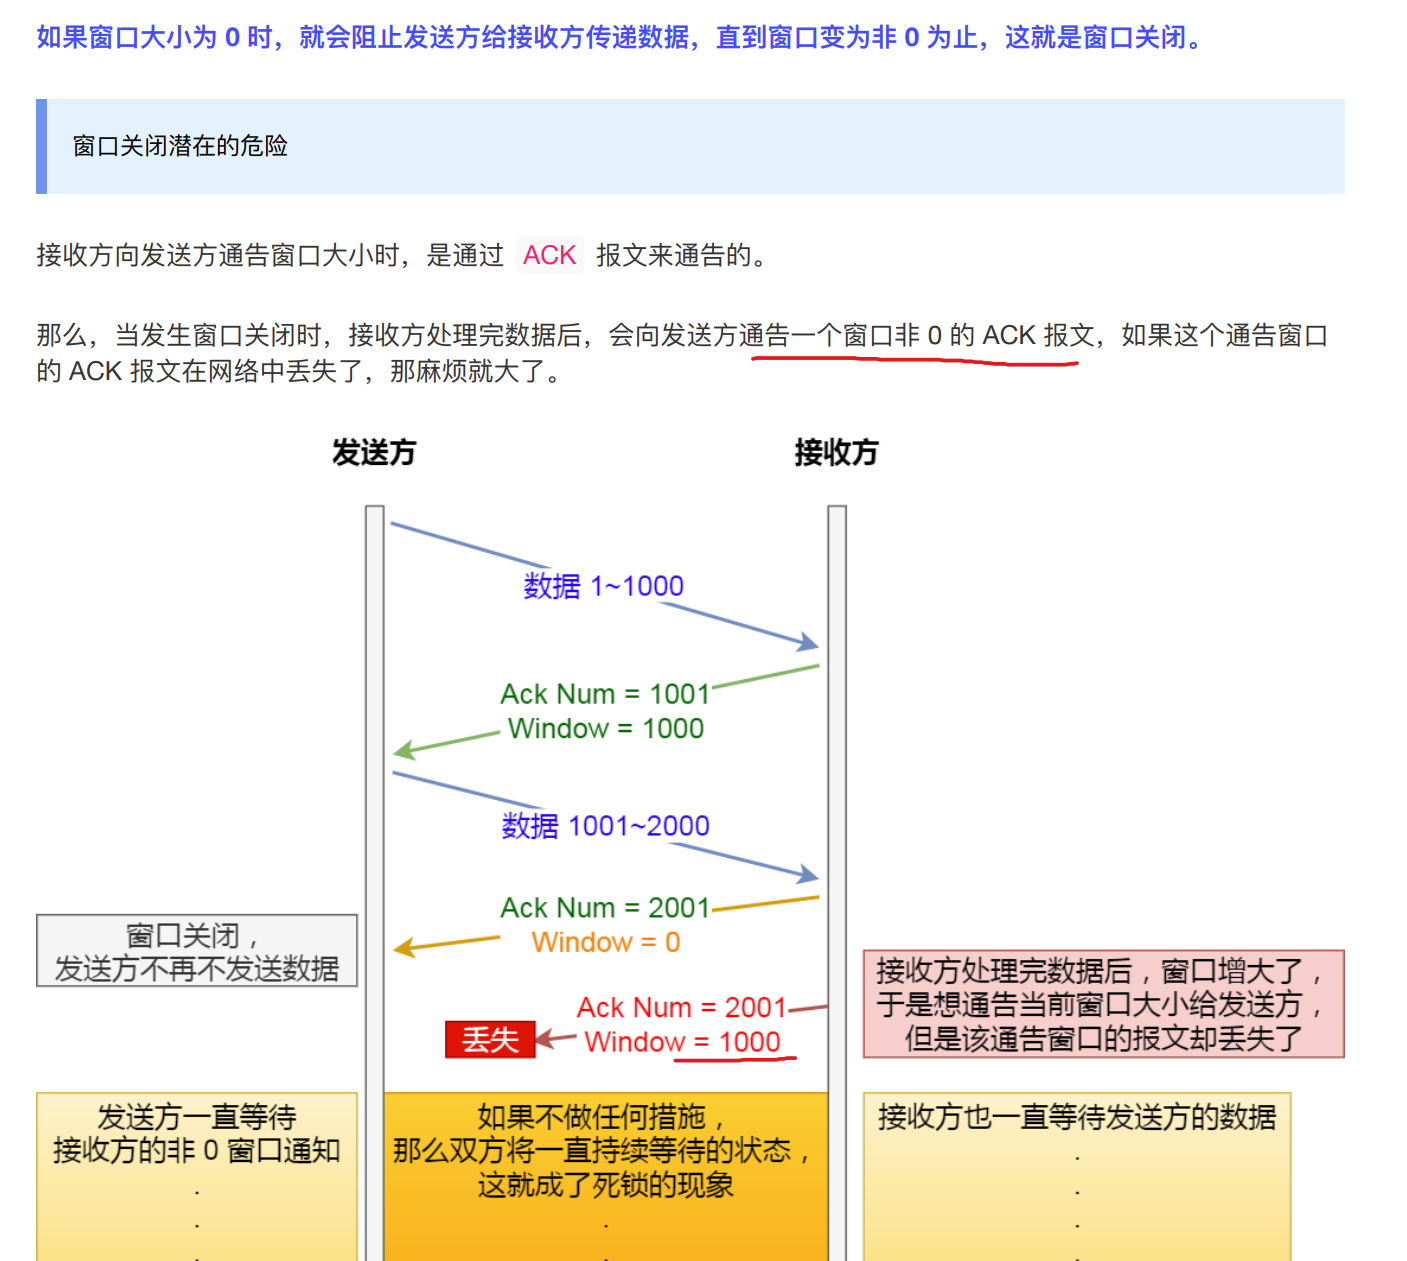 如果窗口大小为 0 时，就会阻止发送方给接收方传递数据，直到窗口变为非 0 为止，这就是窗口关闭。
窗口关闭潜在的危险
接收方向发送方通告窗口大小时，是通过 ACK 报文来通告的。
那么，当发生窗口关闭时，接收方处理完数据后，会向发送方通告一个窗口非 0 的 ACK 报文，如果这个通告窗口
的 ACK 报文在网络中丢失了，那麻烦就大了。
发送方
接收方
数据 1~1000
Ack Num = 1001
Window = 1000
数据 1001~2000
Ack Num = 2001
Window = 0
窗口关闭，
发送方不再不发送数据
接收方处理完数据后，窗口增大了，
于是想通告当前窗口大小给发送方，
但是该通告窗口的报文却丢失了
Ack Num = 2001
Window = 1000
丢失
发送方一直等待
接收方的非 0 窗口通知
.
.
.
如果不做任何措施，
那么双方将一直持续等待的状态，
这就成了死锁的现象
.
.
接收方也一直等待发送方的数据
.
.
.
.